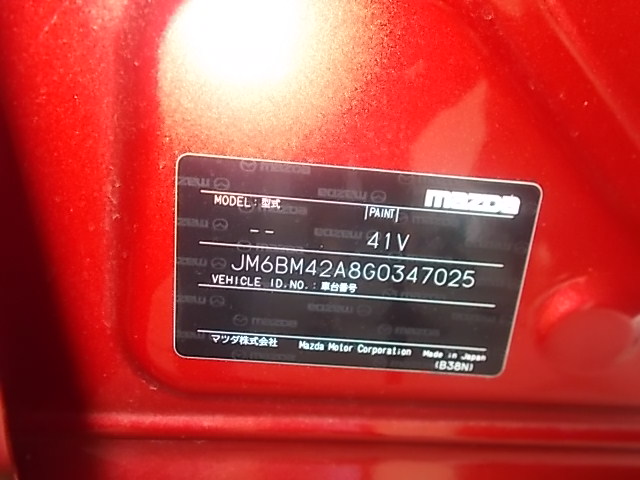 mazda
MODEL:型式
PAINT
-- 41V
JM6BM42A8G0347025
VEHICLE ID.NO.:車台番号
マツダ株式会社 Mazda Motor Corporation Made in Japan
(B38N)